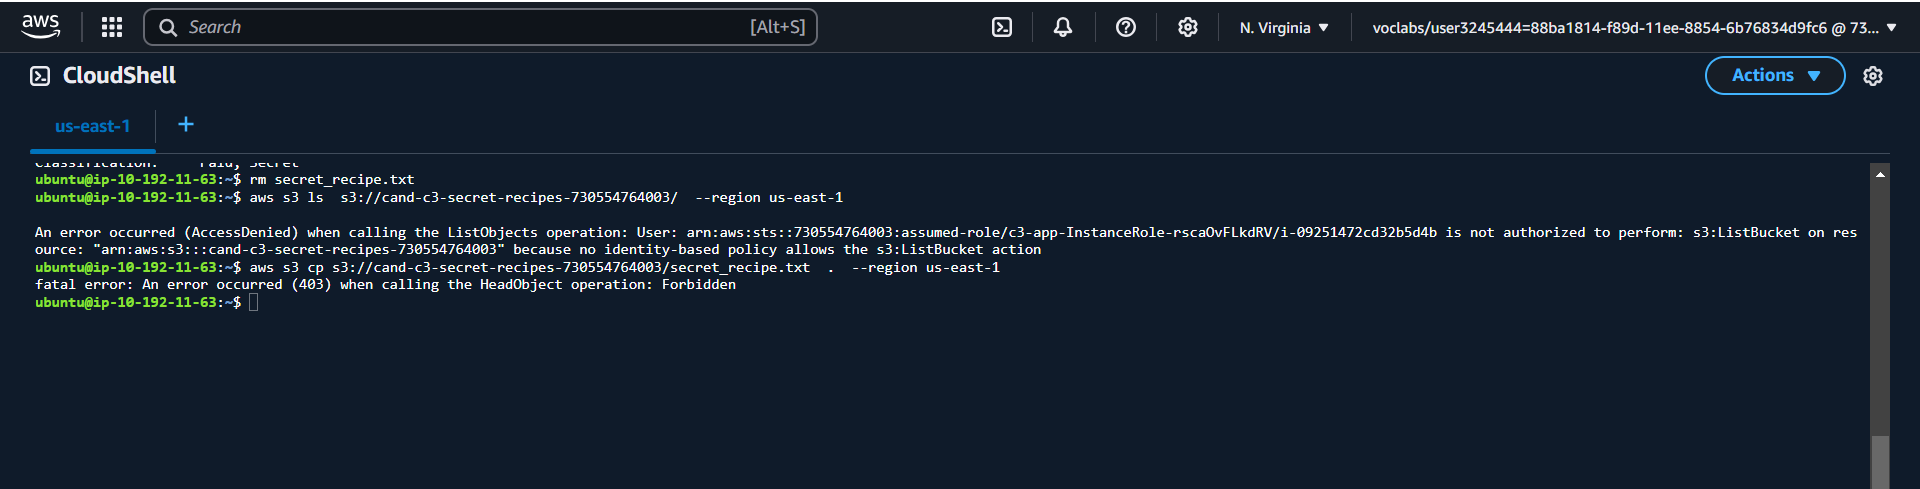 aws
Search
[Alt+S]
N. Virginia
voclabs/user3245444=88ba1814-f89d-11ee-8854-6b76834d9fc6 @ 73...
CloudShell
Actions
us-east-1
+
Classification: Paid, Secret
ubuntu@ip-10-192-11-63:~$ rm secret_recipe.txt
ubuntu@ip-10-192-11-63:~$ aws s3 ls  s3://cand-c3-secret-recipes-730554764003/  --region us-east-1
An error occurred (AccessDenied) when calling the ListObjects operation: User: arn:aws:sts::730554764003:assumed-role/c3-app-InstanceRole-rscaOvFLkdRV/i-09251472cd32b5d4b is not authorized to perform: s3:ListBucket on res
ource: "arn:aws:s3:::cand-c3-secret-recipes-730554764003" because no identity-based policy allows the s3:ListBucket action
ubuntu@ip-10-192-11-63:~$ aws s3 cp s3://cand-c3-secret-recipes-730554764003/secret_recipe.txt  .  --region us-east-1
fatal error: An error occurred (403) when calling the HeadObject operation: Forbidden
ubuntu@ip-10-192-11-63:~$